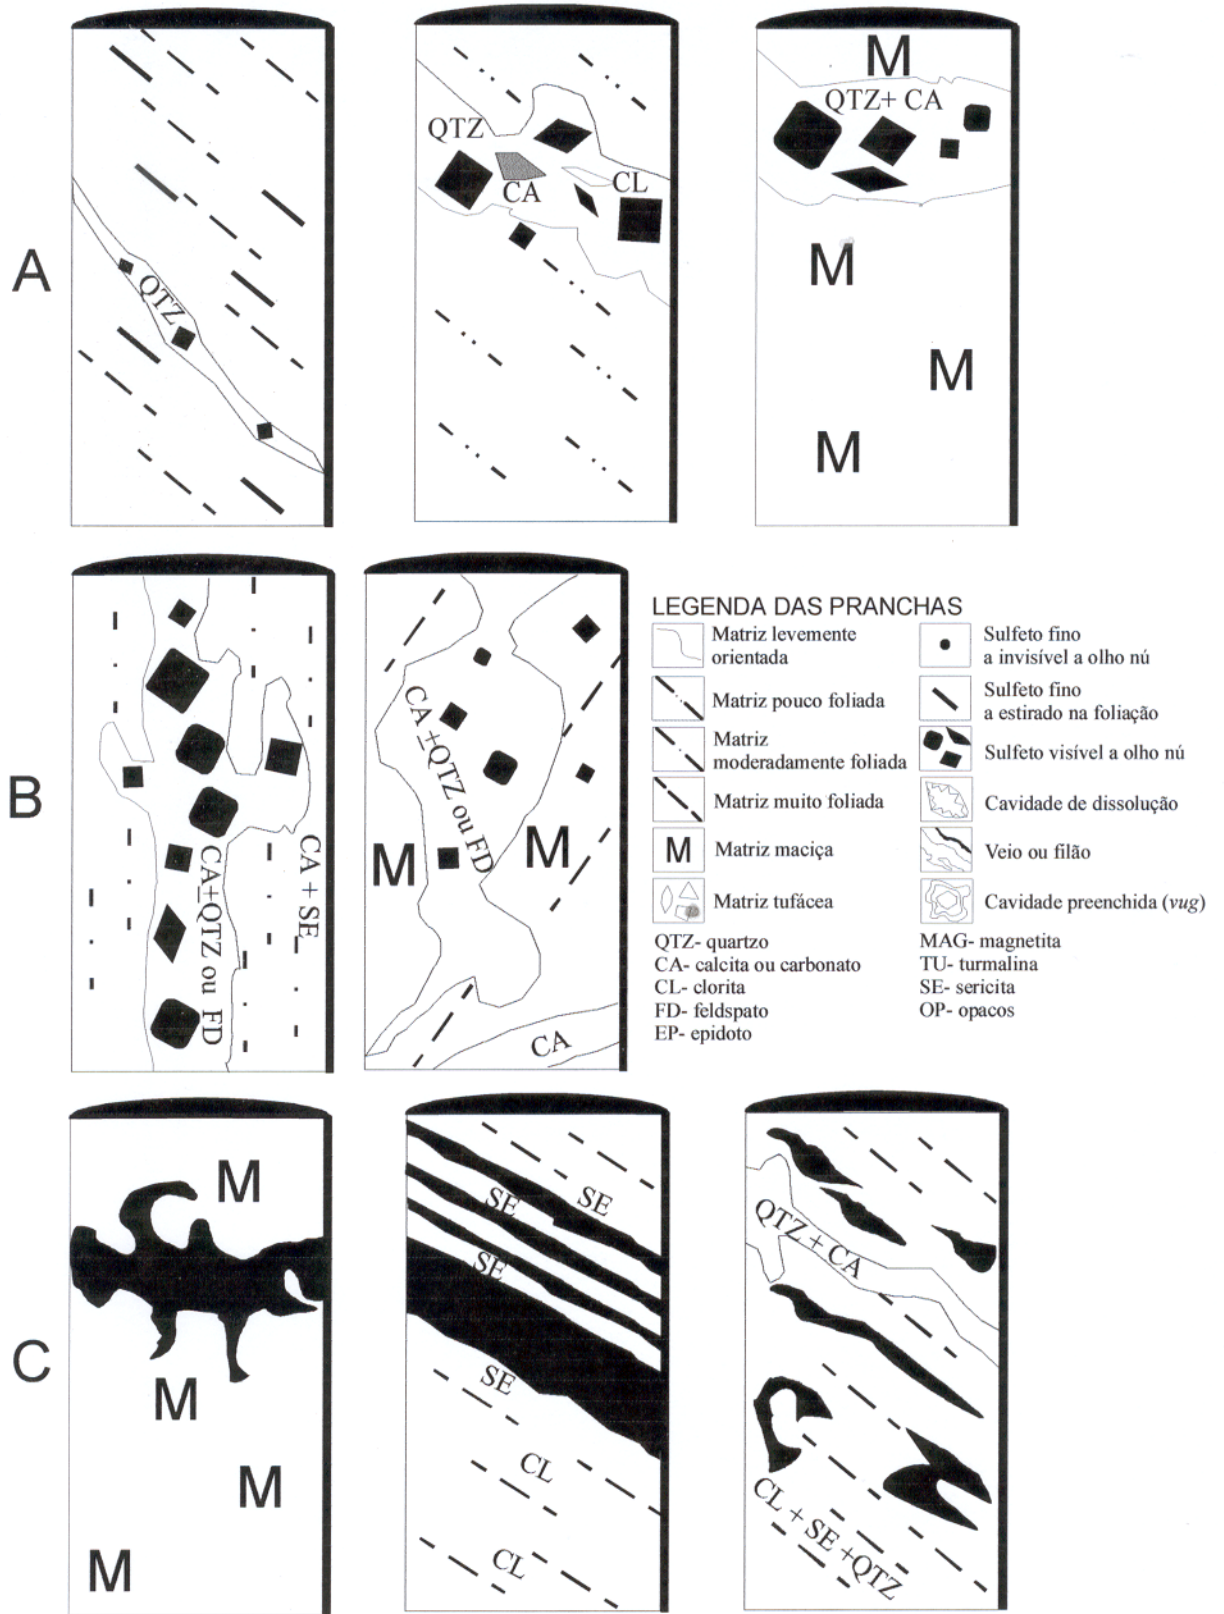 A
QTZ
QTZ
CA
CL
M
QTZ+ CA
M
M
M
B
CA+QTZ ou FD
CA + SE
CA+QTZ ou FD
M
M
CA
LEGENDA DAS PRANCHAS
Matriz levemente
orientada
Matriz pouco foliada
Matriz
moderadamente foliada
Matriz muito foliada
M
Matriz maciça
Matriz tufácea
Sulfeto fino
a invisível a olho nú
Sulfeto fino
a estirado na foliação
Sulfeto visível a olho nú
Cavidade de dissolução
Veio ou filão
Cavidade preenchida (vug)
QTZ- quartzo
CA- calcita ou carbonato
CL- clorita
FD- feldspato
EP- epidoto
MAG- magnetita
TU- turmalina
SE- sericita
OP- opacos
C
M
M
M
M
SE
SE
SE
SE
CL
CL
QTZ + CA
CL + SE +QTZ